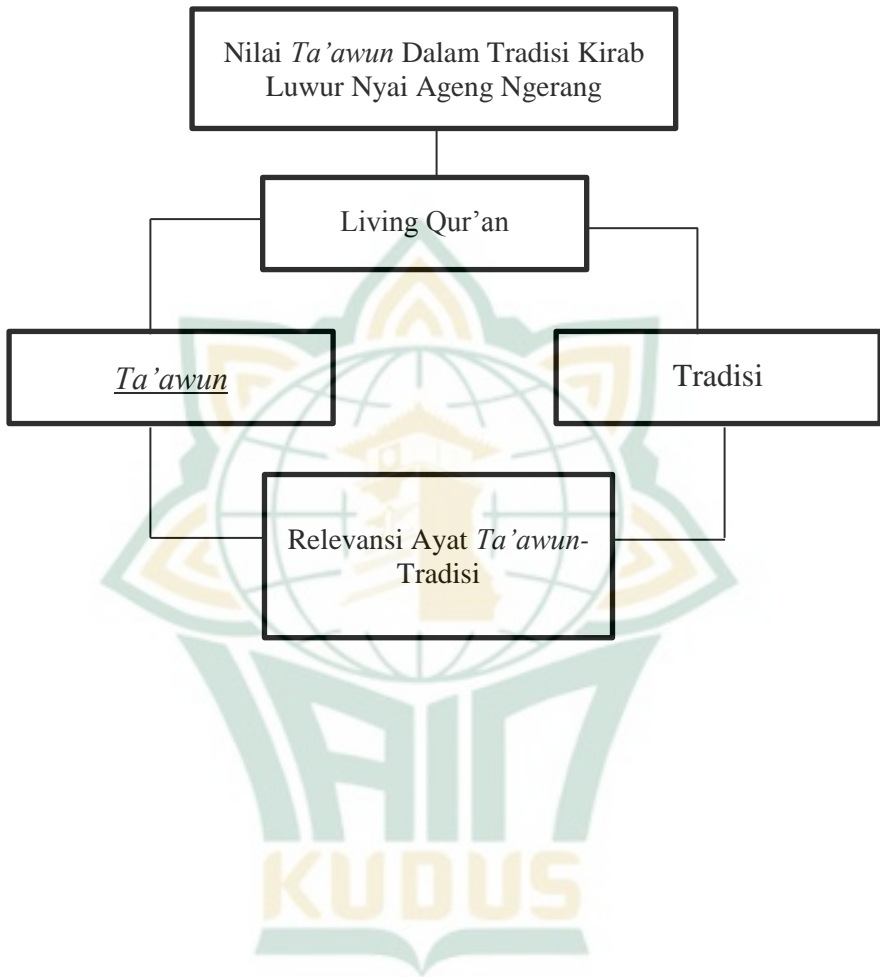 Nilai Ta’awun Dalam Tradisi Kirab
Luwur Nyai Ageng Ngerang
Living Qur’an
Ta’awun
Tradisi
Relevansi Ayat Ta’awun-
Tradisi
IAIN
KUDUS